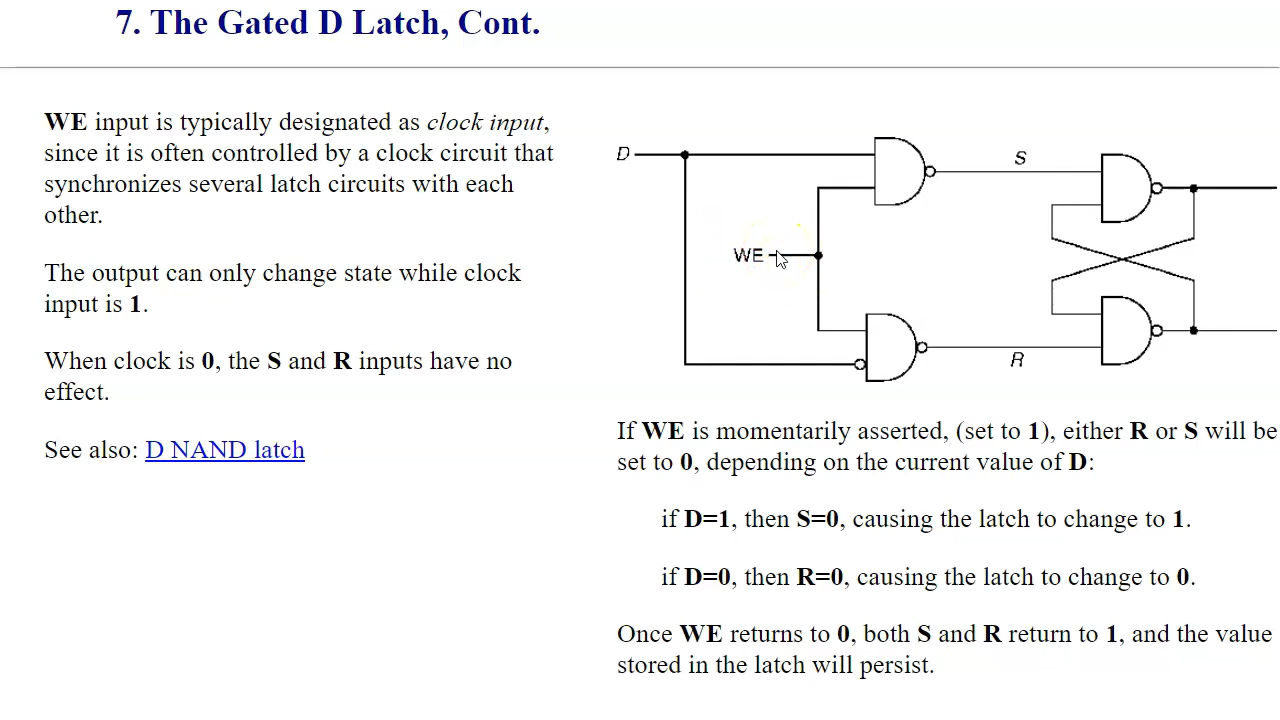 7. The Gated D Latch, Cont.
WE input is typically designated as clock input,
since it is often controlled by a clock circuit that
synchronizes several latch circuits with each
other.
The output can only change state while clock
input is 1.
When clock is 0, the S and R inputs have no
effect.
See also: D NAND latch
D
S
WE
R
If WE is momentarily asserted, (set to 1), either R or S will be
set to 0, depending on the current value of D:
if D=1, then S=0, causing the latch to change to 1.
if D=0, then R=0, causing the latch to change to 0.
Once WE returns to 0, both S and R return to 1, and the value
stored in the latch will persist.